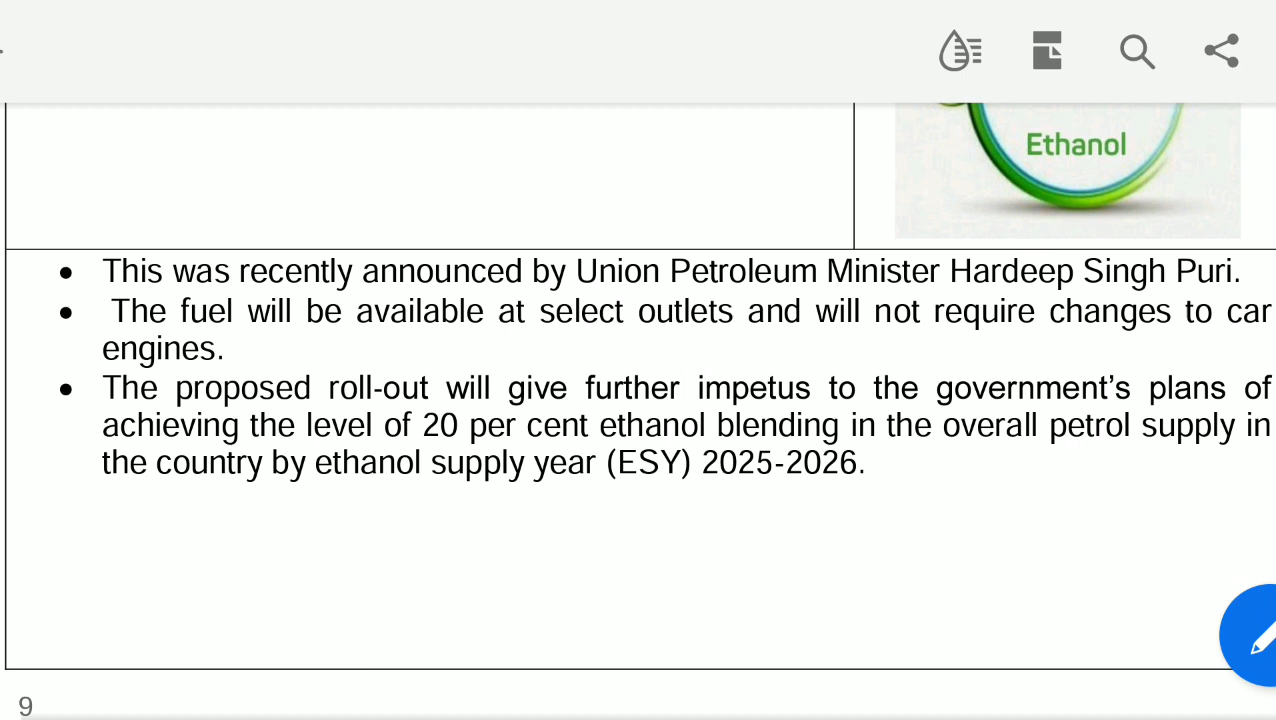 Ethanol
• This was recently announced by Union Petroleum Minister Hardeep Singh Puri.
• The fuel will be available at select outlets and will not require changes to car
engines.
• The proposed roll-out will give further impetus to the government’s plans of
achieving the level of 20 per cent ethanol blending in the overall petrol supply in
the country by ethanol supply year (ESY) 2025-2026.
9